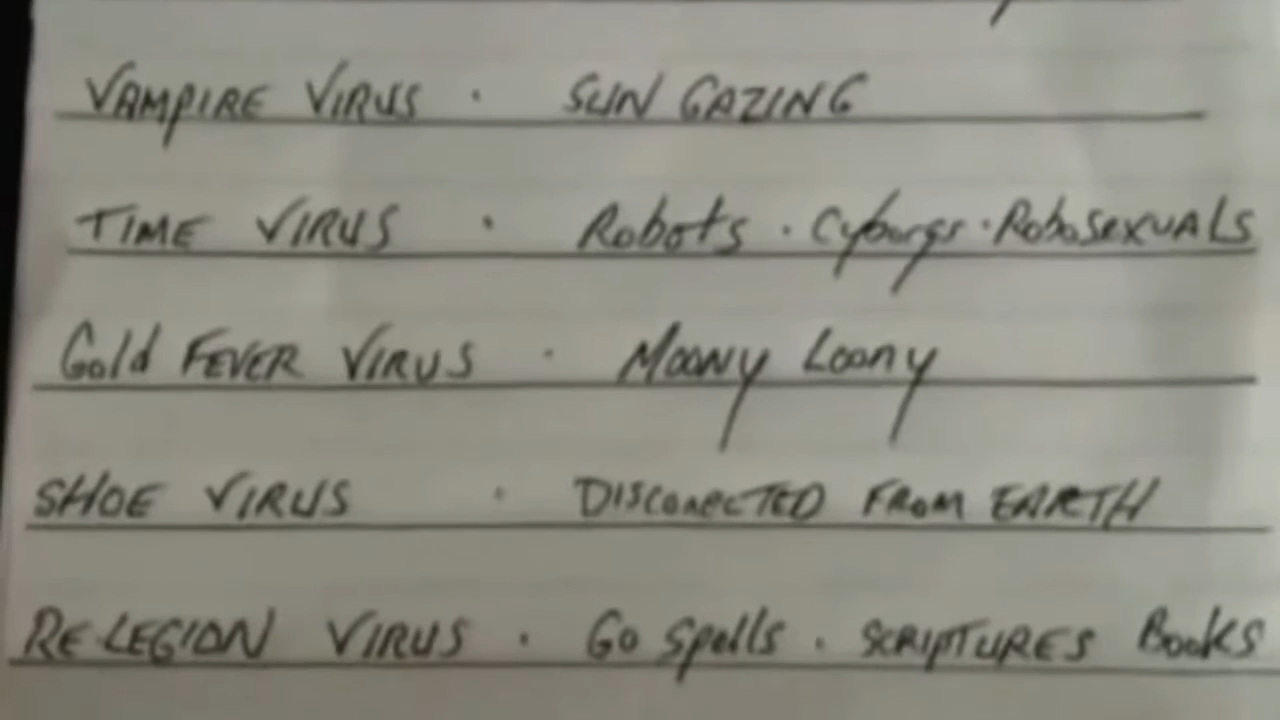 VAMPIRE VIRUS · SUN GAZING
TIME VIRUS · Robots · Cyborgs · RobosexUALS
Gold FEVER VIRUS · Moony Loony
SHOE VIRUS · DISCONECTED FROM EARTH
RE-LEGION VIRUS · Go Spells · SCRIPTURES Books